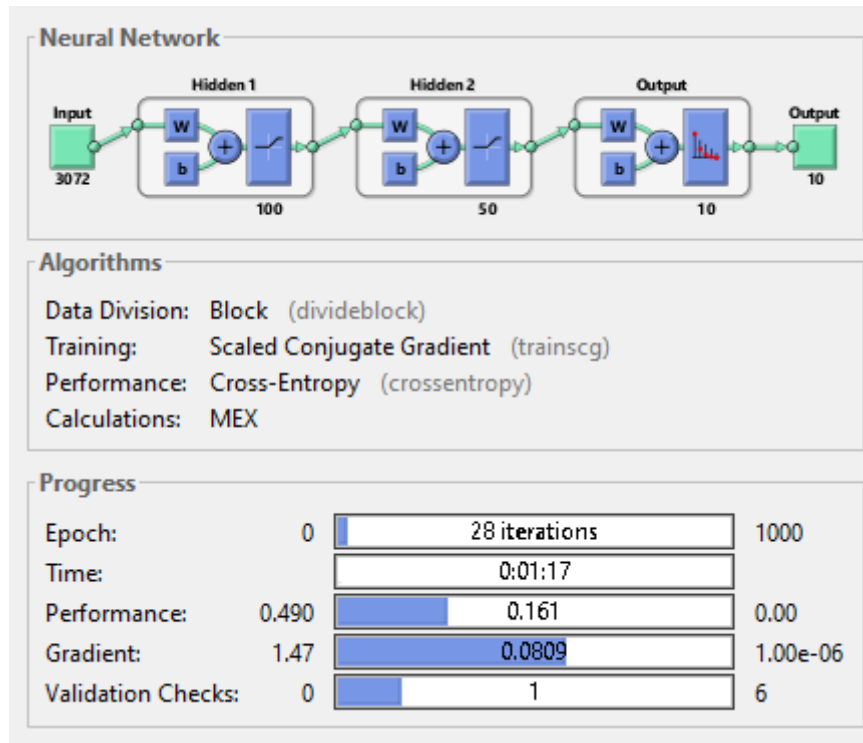 Neural Network
Hidden 1 Hidden 2 Output
Input Output
W W W
+ + +
b b b
3072 10
100 50 10
Algorithms
Data Division: Block (divideblock)
Training: Scaled Conjugate Gradient (trainscg)
Performance: Cross-Entropy (crossentropy)
Calculations: MEX
Progress
Epoch: 0 28 iterations 1000
Time: 0:01:17
Performance: 0.490 0.161 0.00
Gradient: 1.47 0.0809 1.00e-06
Validation Checks: 0 1 6